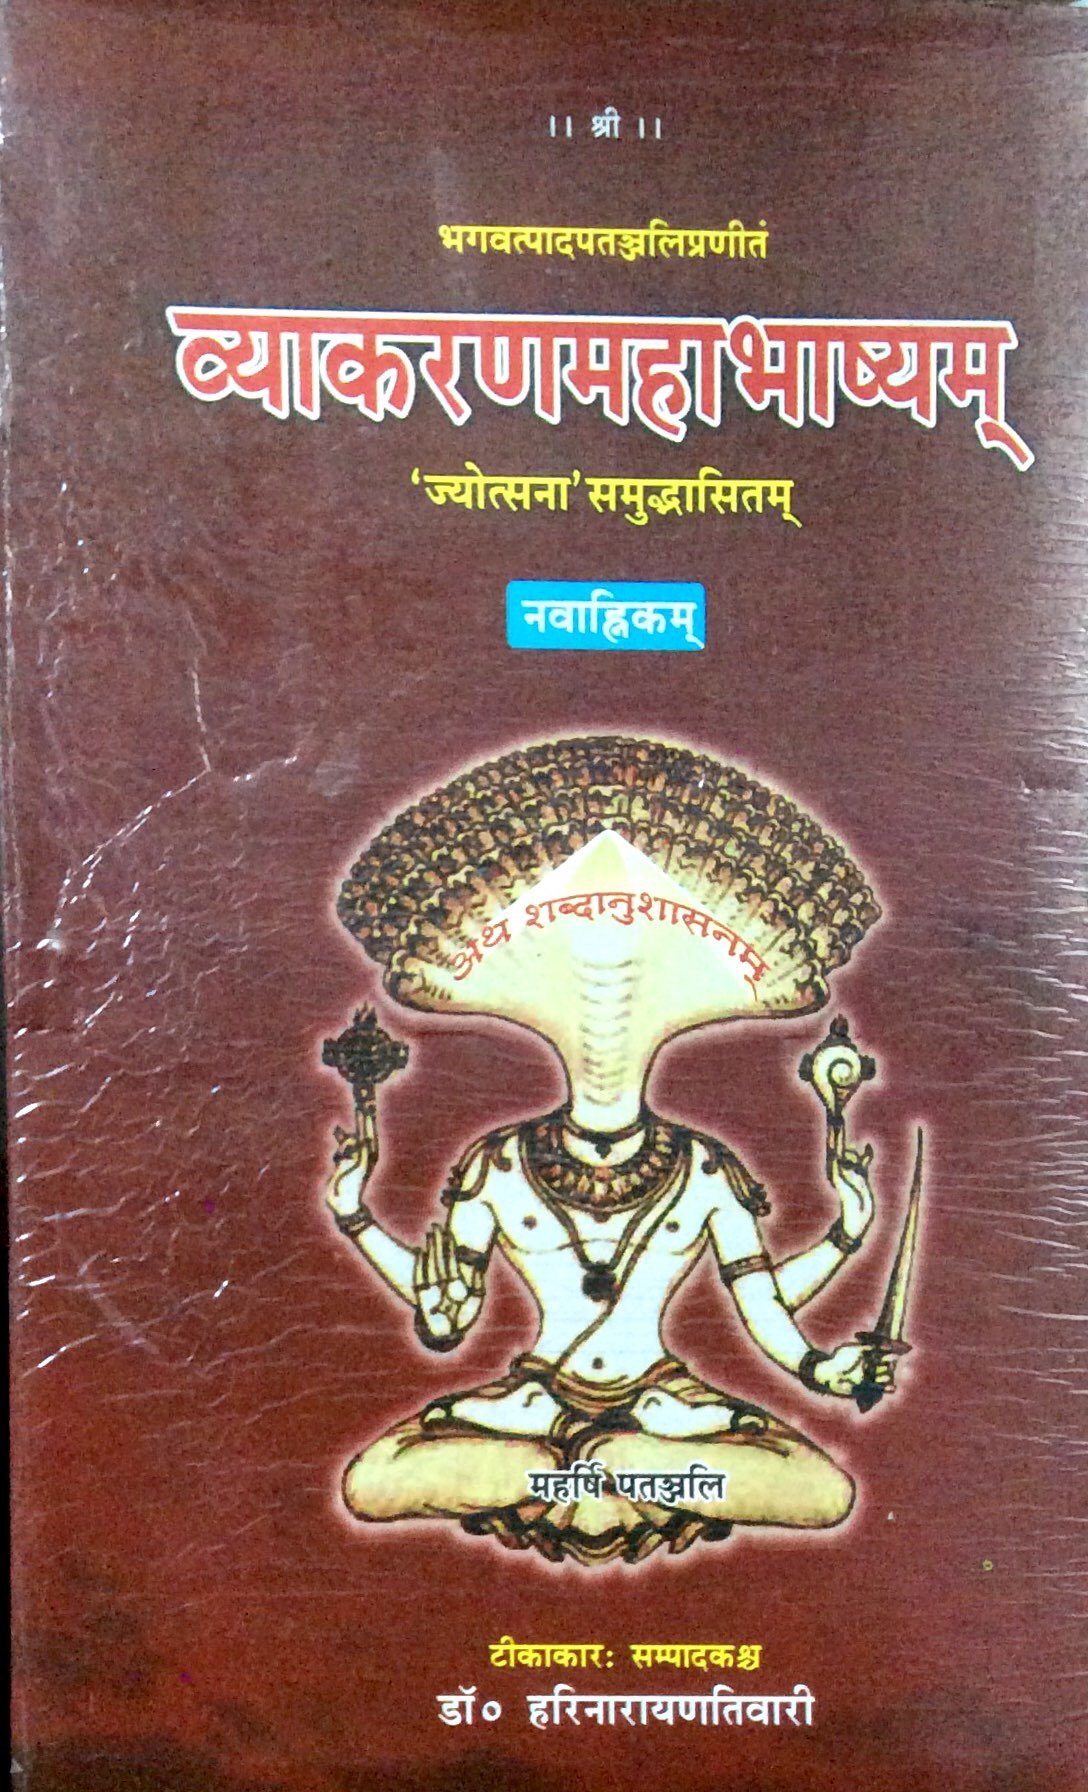 ।। श्री ।।
भगवत्पादपतञ्जलिप्रणीतं
व्याकरणमहाभाष्यम्
‘ज्योत्सना’ समुद्भासितम्
नवाह्निकम्
अथ शब्दानुशासनाम्
महर्षि पतञ्जलि
टीकाकारः सम्पादकश्च
डॉ० हरिनारायणतिवारी